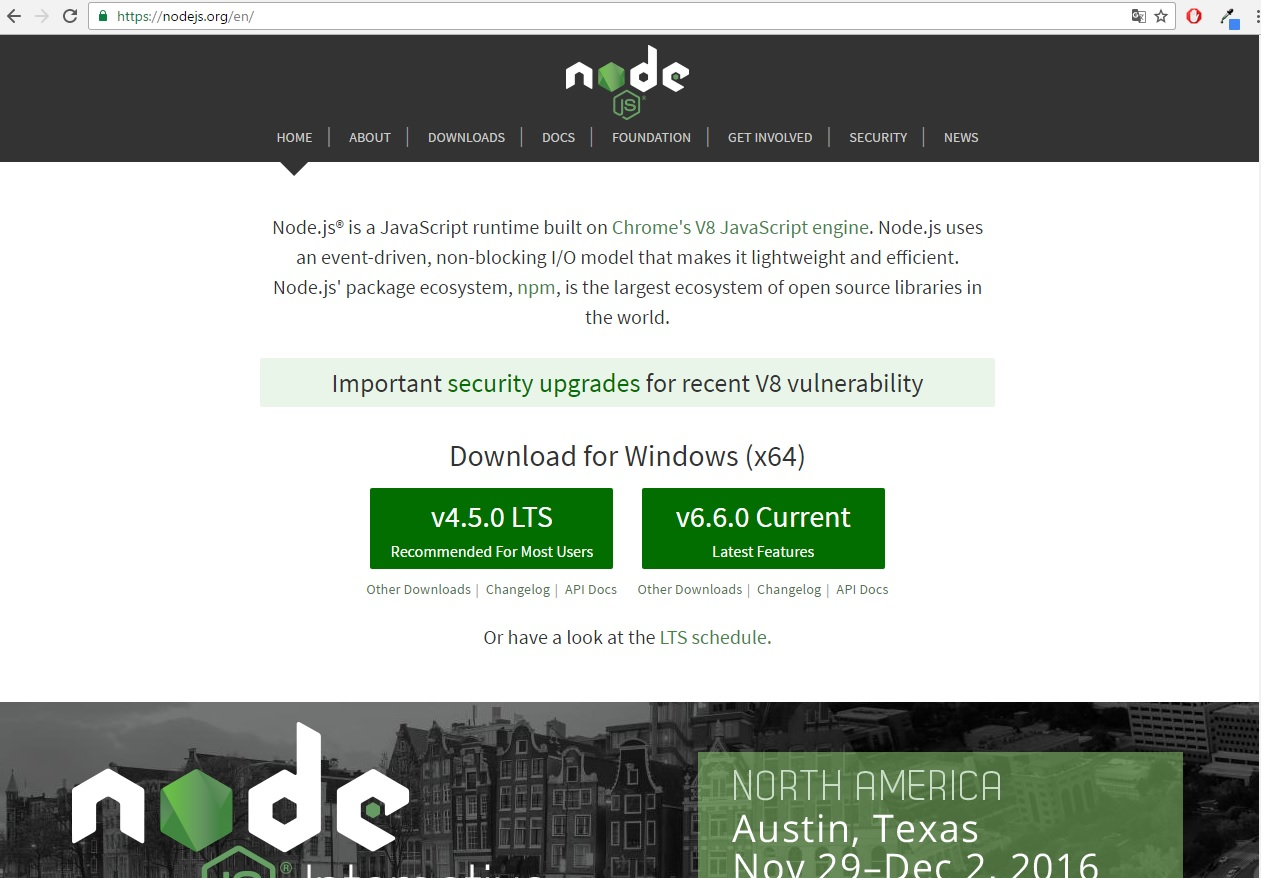 https://nodejs.org/en/
node
JS
HOME | ABOUT | DOWNLOADS | DOCS | FOUNDATION | GET INVOLVED | SECURITY | NEWS
Node.js® is a JavaScript runtime built on Chrome's V8 JavaScript engine. Node.js uses
an event-driven, non-blocking I/O model that makes it lightweight and efficient.
Node.js' package ecosystem, npm, is the largest ecosystem of open source libraries in
the world.
Important security upgrades for recent V8 vulnerability
Download for Windows (x64)
v4.5.0 LTS
Recommended For Most Users
v6.6.0 Current
Latest Features
Other Downloads | Changelog | API Docs
Other Downloads | Changelog | API Docs
Or have a look at the LTS schedule.
node
JS® Interactive
NORTH AMERICA
Austin, Texas
Nov 29–Dec 2, 2016